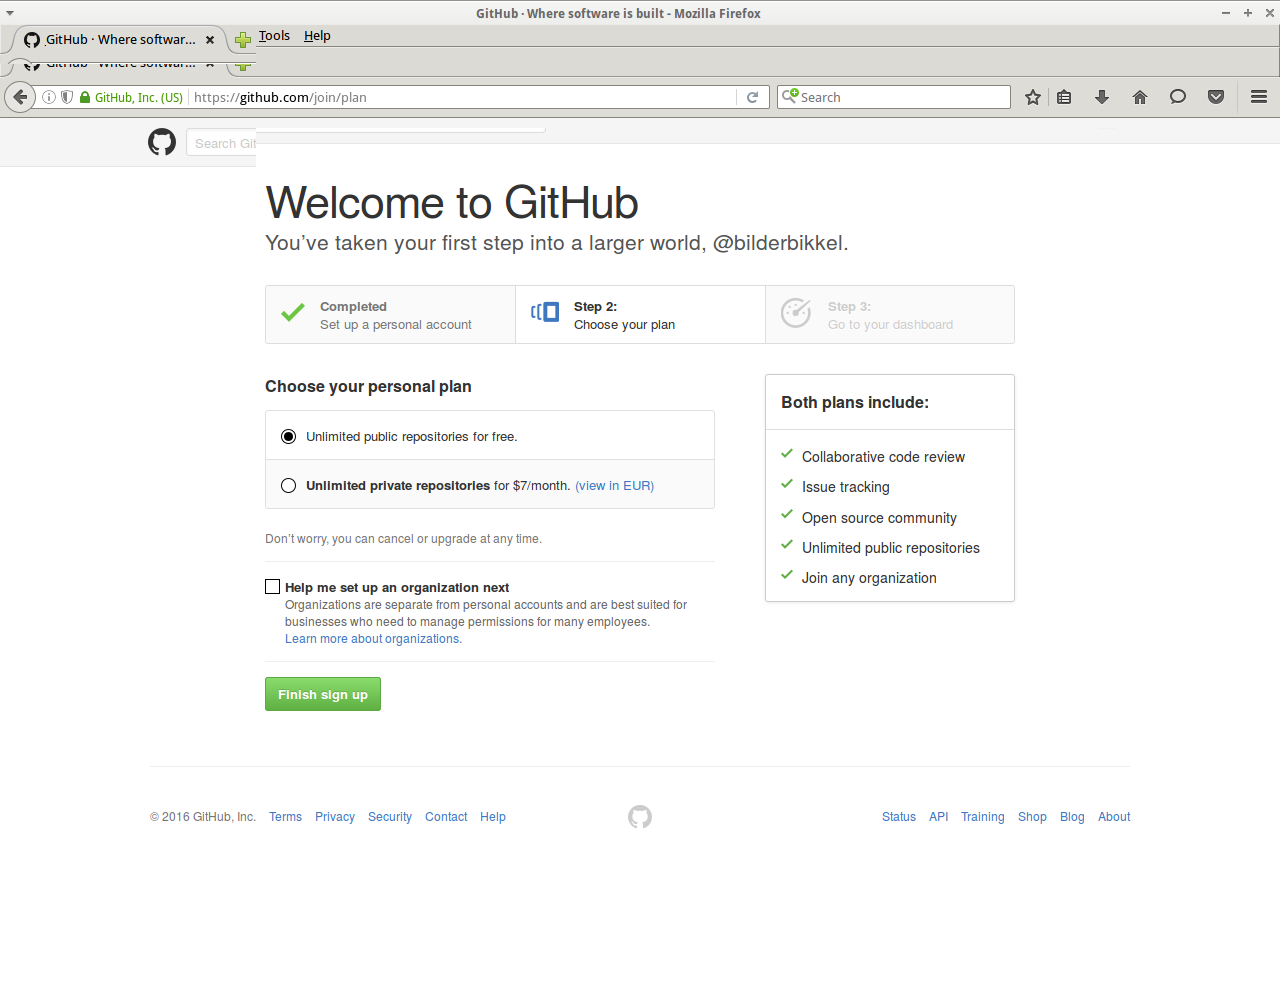 GitHub · Where software is built - Mozilla Firefox
GitHub · Where softwar...
Tools Help
GitHub · Where softwar...
GitHub, Inc. (US) https://github.com/join/plan
Search
Search Git
Welcome to GitHub
You’ve taken your first step into a larger world, @bilderbikkel.
Completed
Set up a personal account
Step 2:
Choose your plan
Step 3:
Go to your dashboard
Choose your personal plan
Unlimited public repositories for free.
Unlimited private repositories for $7/month. (view in EUR)
Don’t worry, you can cancel or upgrade at any time.
Help me set up an organization next
Organizations are separate from personal accounts and are best suited for
businesses who need to manage permissions for many employees.
Learn more about organizations.
Finish sign up
Both plans include:
Collaborative code review
Issue tracking
Open source community
Unlimited public repositories
Join any organization
© 2016 GitHub, Inc. Terms Privacy Security Contact Help
Status API Training Shop Blog About